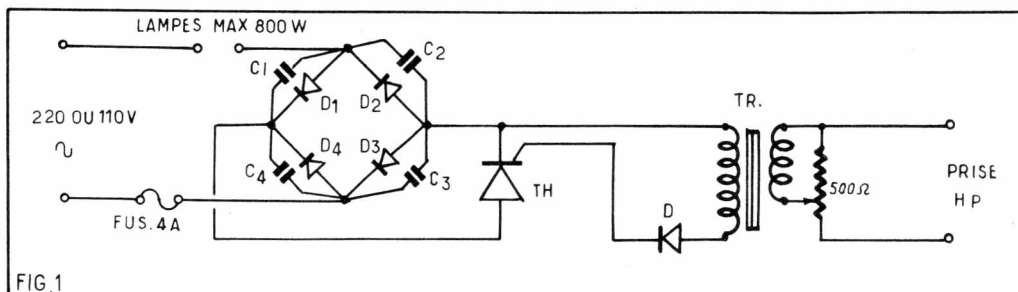 LAMPES MAX 800 W
C1
C2
D1
D2
TR.
220 OU 110V
D4
D3
PRISE
C4
C3
TH
500Ω
HP
D
FUS. 4A
FIG.1